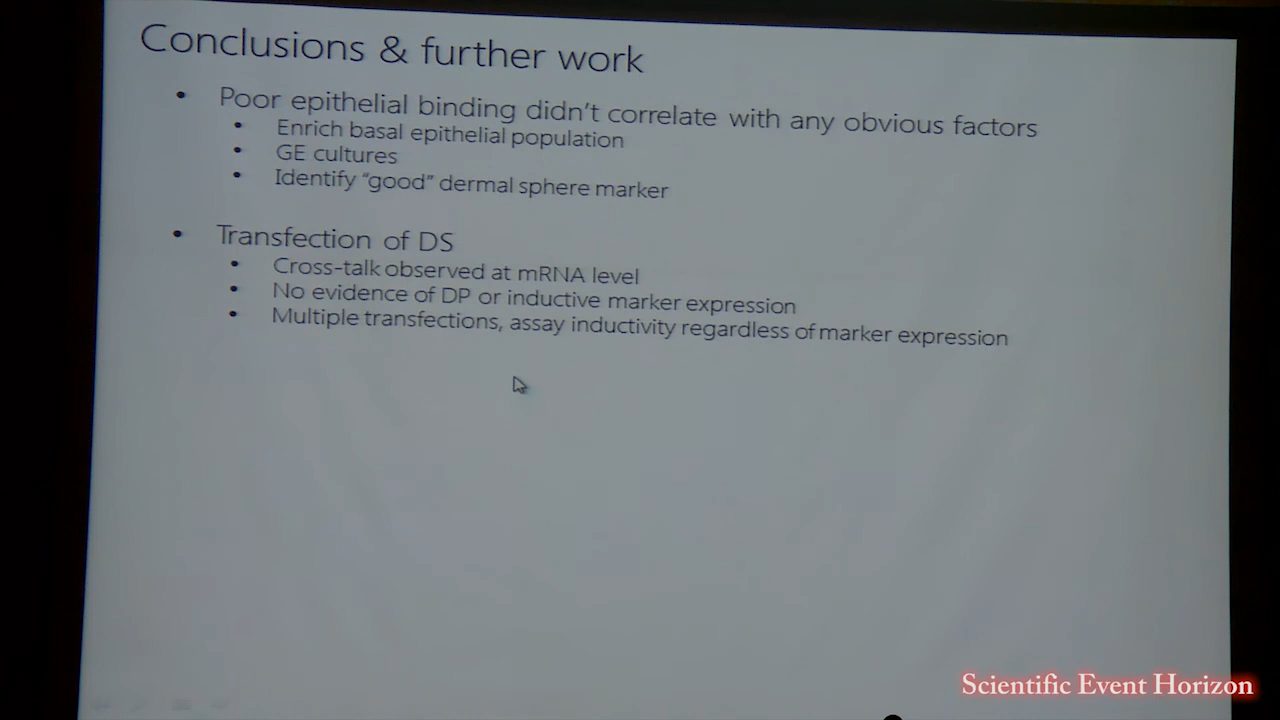 Conclusions & further work
• Poor epithelial binding didn't correlate with any obvious factors
• Enrich basal epithelial population
• GE cultures
• Identify “good” dermal sphere marker
• Transfection of DS
• Cross-talk observed at mRNA level
• No evidence of DP or inductive marker expression
• Multiple transfections, assay inductivity regardless of marker expression
Scientific Event Horizon